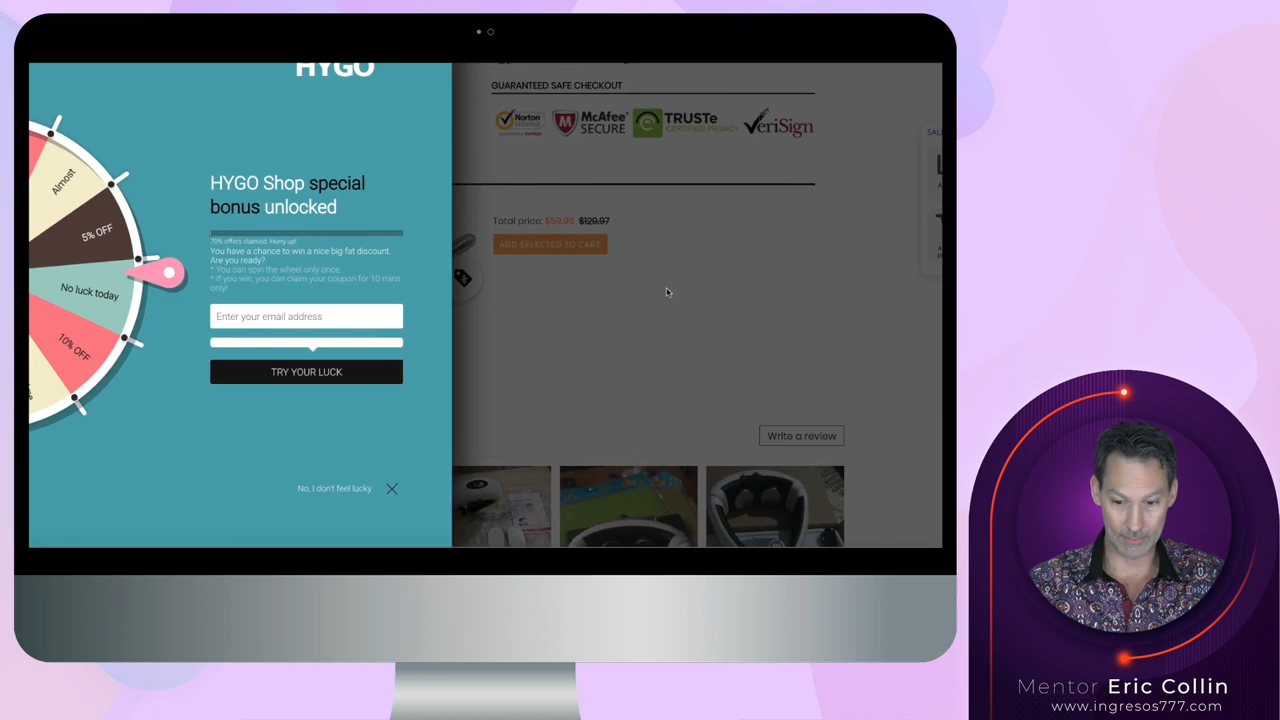 HYGO
GUARANTEED SAFE CHECKOUT
Norton
SECURED
McAfee
SECURE
TRUSTe
CERTIFIED PRIVACY
VeriSign
Almost
5% OFF
No luck today
10% OFF
HYGO Shop special
bonus unlocked
70% offers claimed. Hurry up!
You have a chance to win a nice big fat discount.
Are you ready?
* You can spin the wheel only once.
* If you win, you can claim your coupon for 10 mins
only!
Enter your email address
TRY YOUR LUCK
No, I don't feel lucky
Total price: $59.96 $129.97
ADD SELECTED TO CART
Write a review
Mentor Eric Collin
www.ingresos777.com